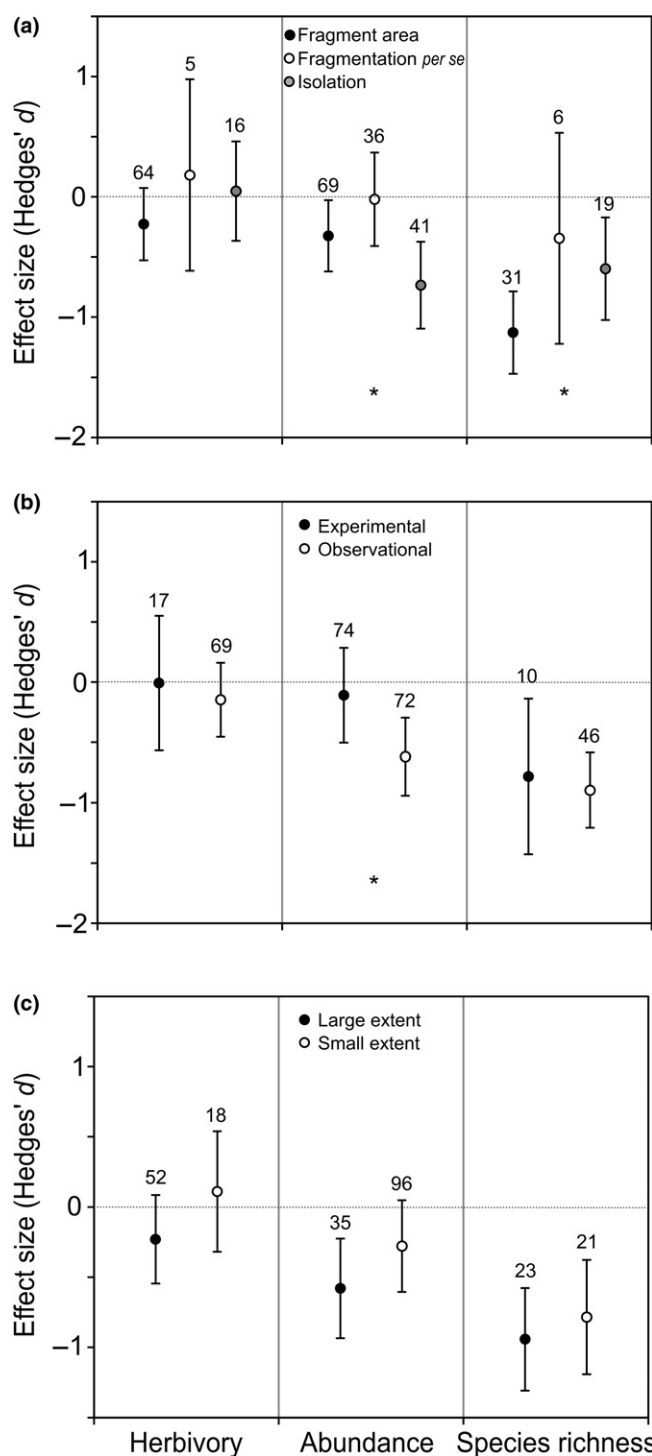 (a)
Fragment area
Fragmentation per se
Isolation
1
0
−1
−2
Effect size (Hedges' d)
64
5
16
69
36
41
31
6
19
*
*
(b)
Experimental
Observational
1
0
−1
−2
Effect size (Hedges' d)
17
69
74
72
10
46
*
(c)
Large extent
Small extent
1
0
−1
Effect size (Hedges' d)
52
18
35
96
23
21
Herbivory Abundance Species richness